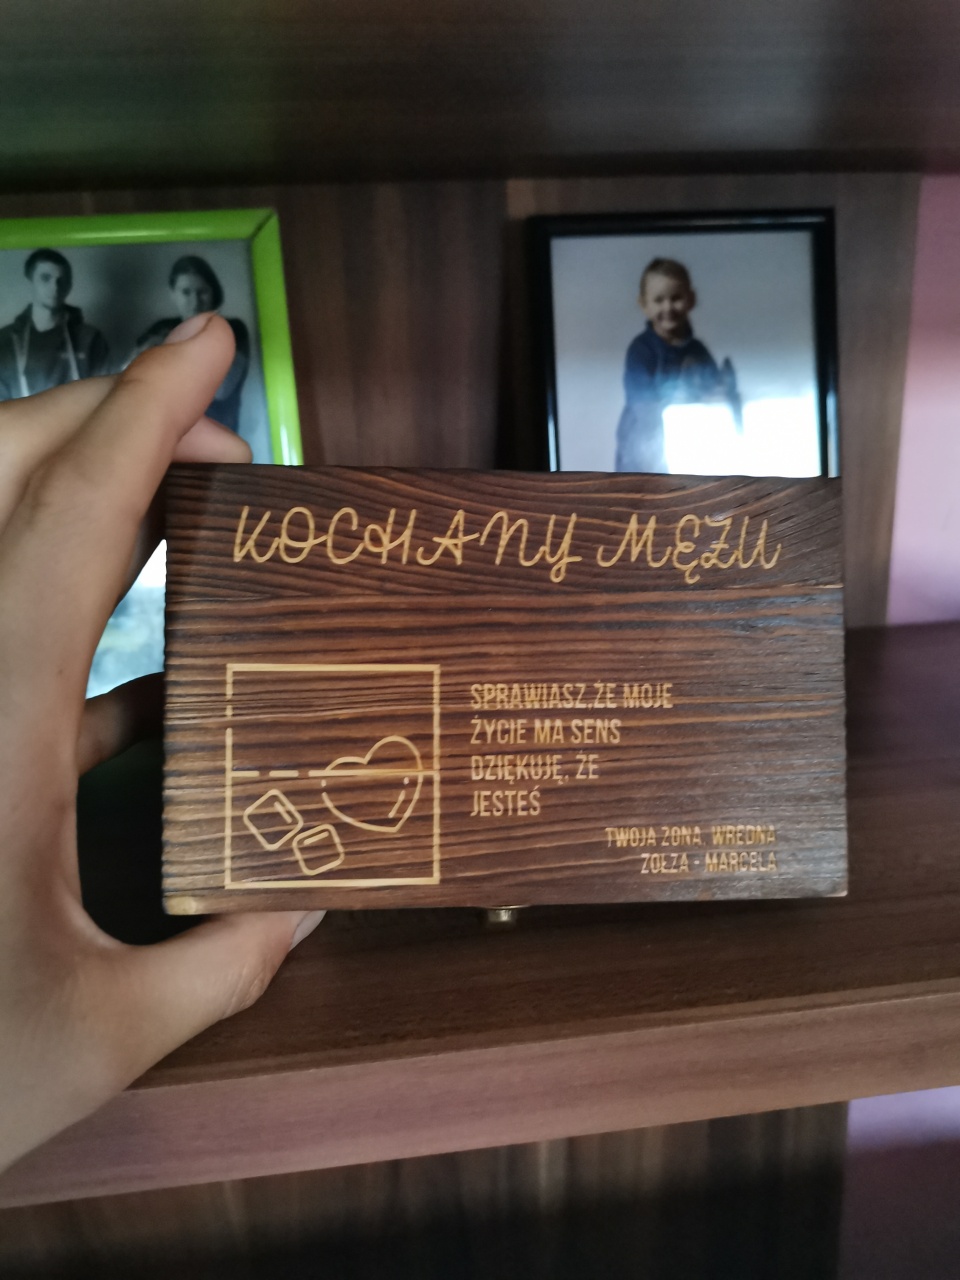 KOCHANY MĘŻU
SPRAWIASZ,ŻE MOJE
ŻYCIE MA SENS
DZIĘKUJĘ, ŻE
JESTEŚ
TWOJA ŻONA, WREDNA
ZOŁZA - MARCELA